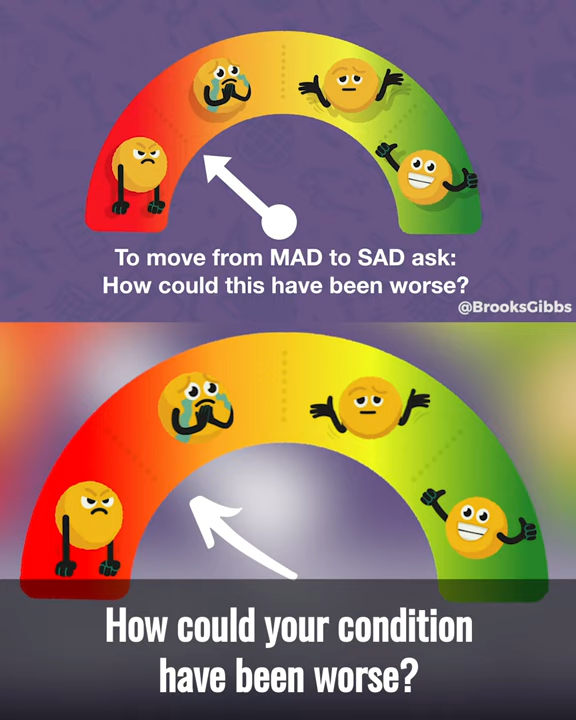 To move from MAD to SAD ask:
How could this have been worse?
@BrooksGibbs
How could your condition
have been worse?